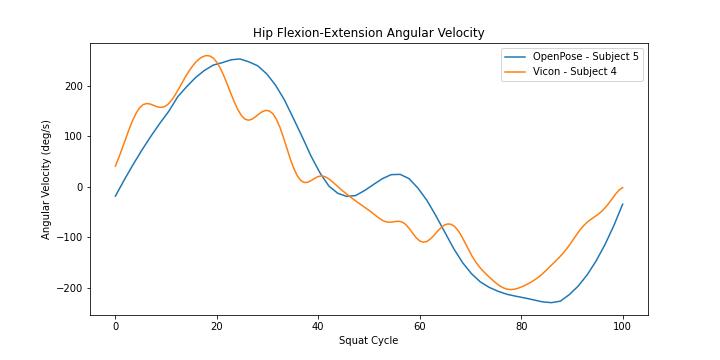 Hip Flexion-Extension Angular Velocity
OpenPose - Subject 5
Vicon - Subject 4
Angular Velocity (deg/s)
200
100
0
−100
−200
0 20 40 60 80 100
Squat Cycle